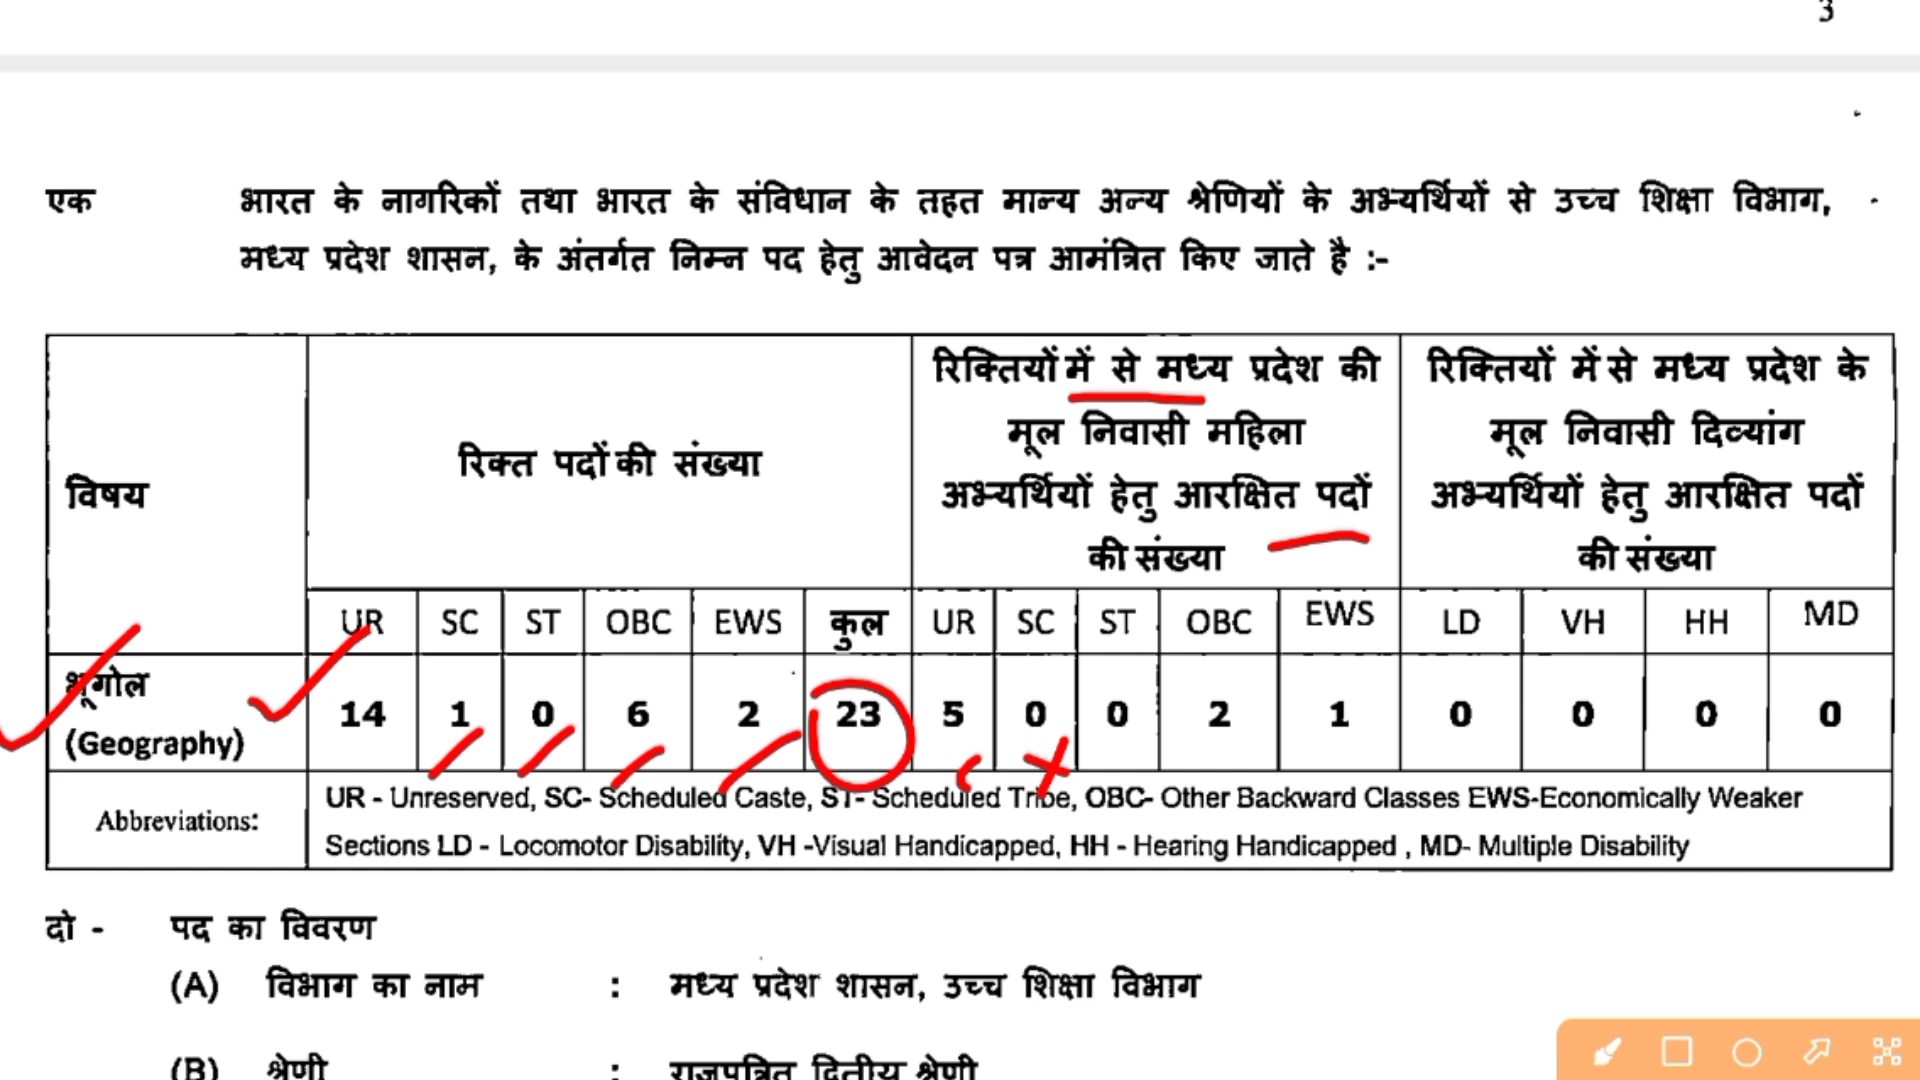 3
एक भारत के नागरिकों तथा भारत के संविधान के तहत मान्य अन्य श्रेणियों के अभ्यर्थियों से उच्च शिक्षा विभाग,
मध्य प्रदेश शासन, के अंतर्गत निम्न पद हेतु आवेदन पत्र आमंत्रित किए जाते है :-
विषय
रिक्त पदों की संख्या
रिक्तियों में से मध्य प्रदेश की
मूल निवासी महिला
अभ्यर्थियों हेतु आरक्षित पदों
की संख्या
रिक्तियों में से मध्य प्रदेश के
मूल निवासी दिव्यांग
अभ्यर्थियों हेतु आरक्षित पदों
की संख्या
UR SC ST OBC EWS कुल UR SC ST OBC EWS LD VH HH MD
भूगोल
(Geography) 14 1 0 6 2 23 5 0 0 2 1 0 0 0 0
Abbreviations: UR - Unreserved, SC- Scheduled Caste, ST- Scheduled Tribe, OBC- Other Backward Classes EWS-Economically Weaker
Sections LD - Locomotor Disability, VH -Visual Handicapped, HH - Hearing Handicapped , MD- Multiple Disability
दो - पद का विवरण
(A) विभाग का नाम : मध्य प्रदेश शासन, उच्च शिक्षा विभाग
(B) श्रेणी : राजपत्रित द्वितीय श्रेणी